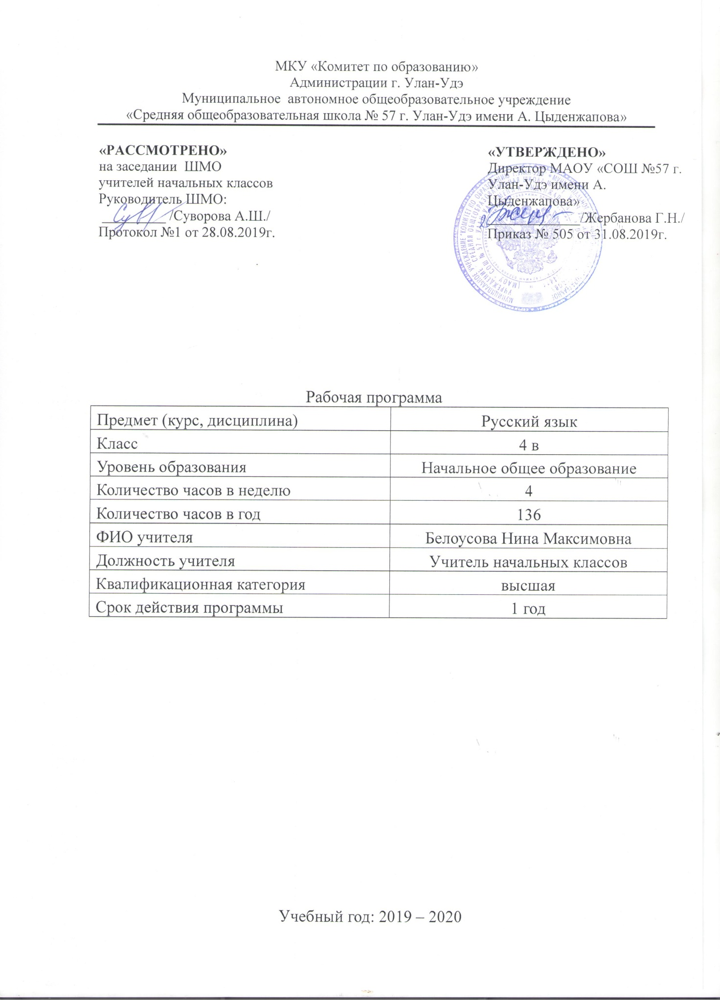 МКУ «Комитет по образованию»
Администрации г. Улан-Удэ
Муниципальное автономное общеобразовательное учреждение
«Средняя общеобразовательная школа № 57 г. Улан-Удэ имени А. Цыденжапова»
«РАССМОТРЕНО»
на заседании ШМО
учителей начальных классов
Руководитель ШМО:
/Суворова А.Ш./
Протокол №1 от 28.08.2019г.
«УТВЕРЖДЕНО»
Директор МАОУ «СОШ №57 г.
Улан-Удэ имени А.
Цыденжапова»
/Жербанова Г.Н./
Приказ № 505 от 31.08.2019г.
Рабочая программа
Предмет (курс, дисциплина) Русский язык
Класс 4 в
Уровень образования Начальное общее образование
Количество часов в неделю 4
Количество часов в год 136
ФИО учителя Белоусова Нина Максимовна
Должность учителя Учитель начальных классов
Квалификационная категория высшая
Срок действия программы 1 год
Учебный год: 2019 – 2020